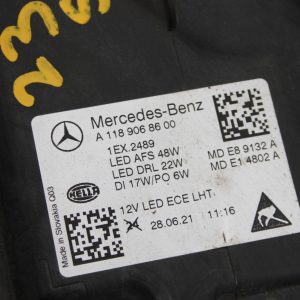 235
Mercedes-Benz
A 118 906 86 00
1EX.2489
LED AFS 48W
LED DRL 22W
DI 17W/PO 6W
MD E8 9132 A
MD E1 4802 A
HELLA
12V LED ECE LHT
28.06.21 11:16
Made in Slovakia Q03